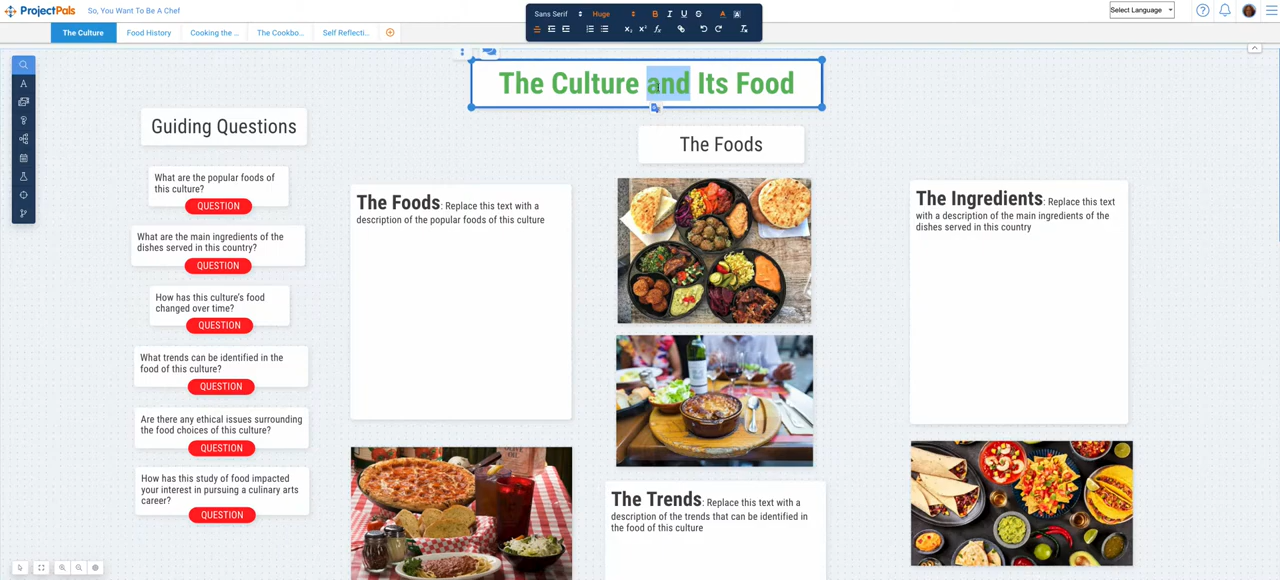 ProjectPals
So, You Want To Be A Chef
Sans Serif
Huge
B I U S A A
X₂ X² fx
Select Language
The Culture
Food History
Cooking the ...
The Cookbo...
Self Reflecti...
The Culture and Its Food
Guiding Questions
What are the popular foods of
this culture?
QUESTION
What are the main ingredients of the
dishes served in this country?
QUESTION
How has this culture's food
changed over time?
QUESTION
What trends can be identified in the
food of this culture?
QUESTION
Are there any ethical issues surrounding
the food choices of this culture?
QUESTION
How has this study of food impacted
your interest in pursuing a culinary arts
career?
QUESTION
The Foods
The Foods: Replace this text with a
description of the popular foods of this culture
The Trends: Replace this text with a
description of the trends that can be identified in
the food of this culture
The Ingredients: Replace this text
with a description of the main ingredients of the
dishes served in this country